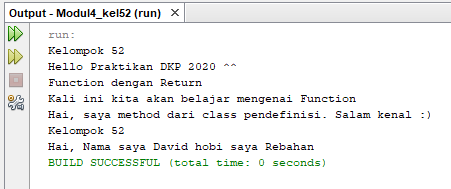 Output - Modul4_kel52 (run) ×
run:
Kelompok 52
Hello Praktikan DKP 2020 ^^
Function dengan Return
Kali ini kita akan belajar mengenai Function
Hai, saya method dari class pendefinisi. Salam kenal :)
Kelompok 52
Hai, Nama saya David hobi saya Rebahan
BUILD SUCCESSFUL (total time: 0 seconds)